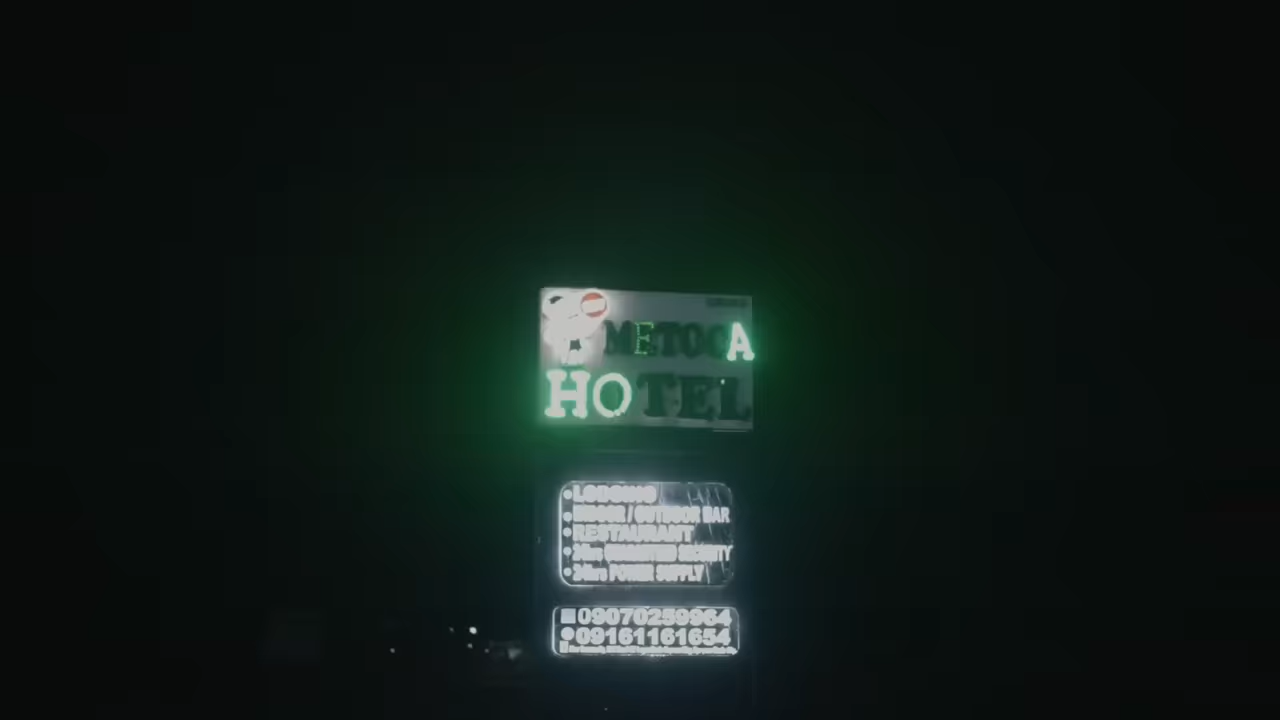 METOCA
HOTEL
LODGING
INDOOR / OUTDOOR BAR
RESTAURANT
24hrs GUARANTEED SECURITY
24hrs POWER SUPPLY
09070259964
09161161654